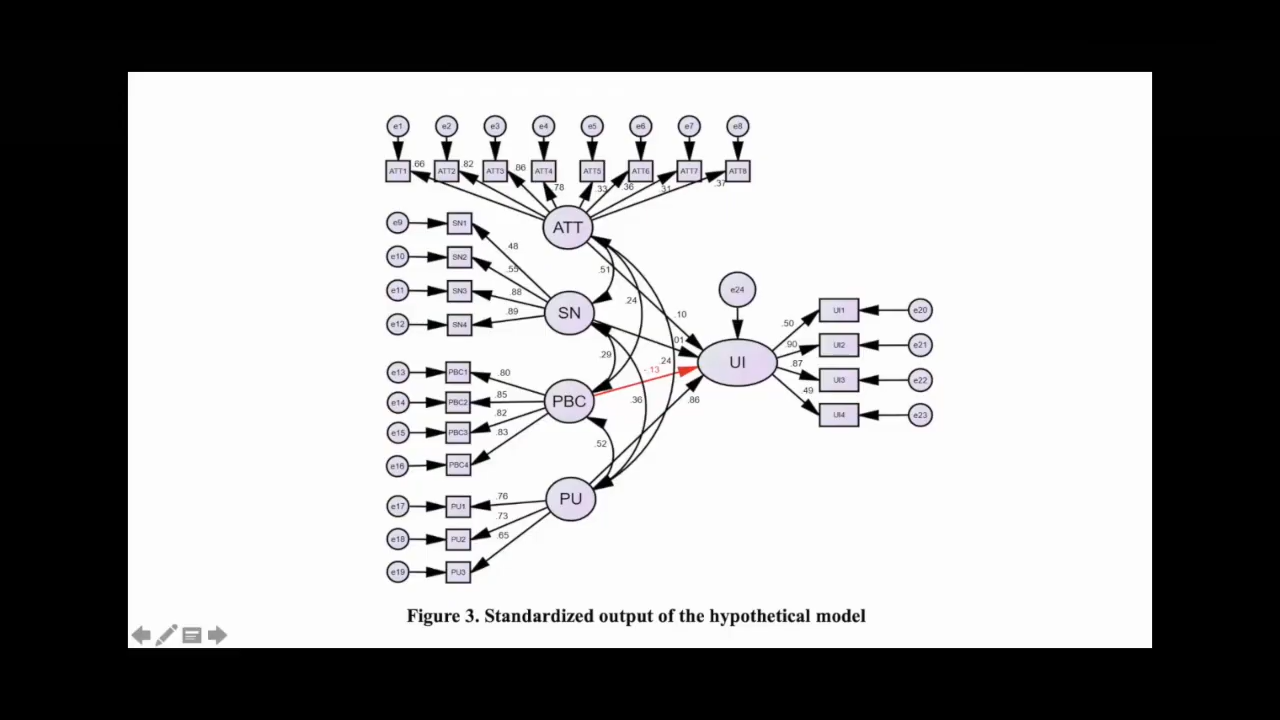 e1 e2 e3 e4 e5 e6 e7 e8
ATT1 .66 ATT2 .82 ATT3 .86 ATT4 ATT5 ATT6 ATT7 ATT8
.78 .33 .36 .31 .37
ATT
e9 SN1
.48
e10 SN2
.55
e11 SN3 .88
e12 SN4 .89
SN
.51
.24
.10
.01
.29
.24
-.13
.36
.86
.52
e24
UI
.50 UI1 e20
.90 UI2 e21
.87 UI3 e22
.49 UI4 e23
e13 PBC1 .80
e14 PBC2 .85
PBC
e15 PBC3 .82
e16 PBC4 .83
e17 PU1 .76
PU
e18 PU2 .73
e19 PU3 .65
Figure 3. Standardized output of the hypothetical model